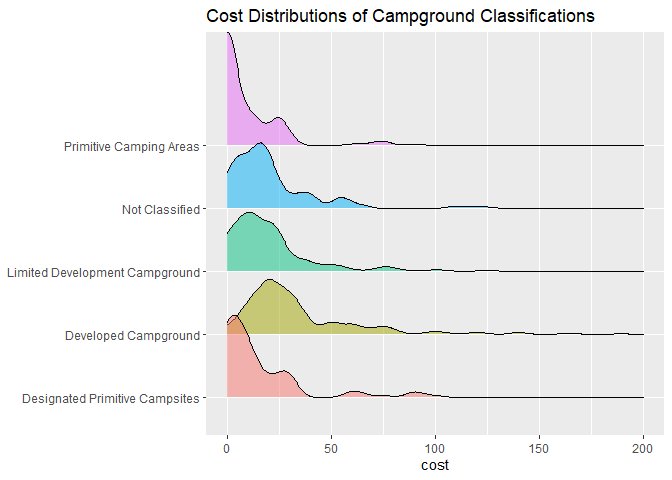 Cost Distributions of Campground Classifications
Primitive Camping Areas
Not Classified
Limited Development Campground
Developed Campground
Designated Primitive Campsites
0 50 100 150 200
cost